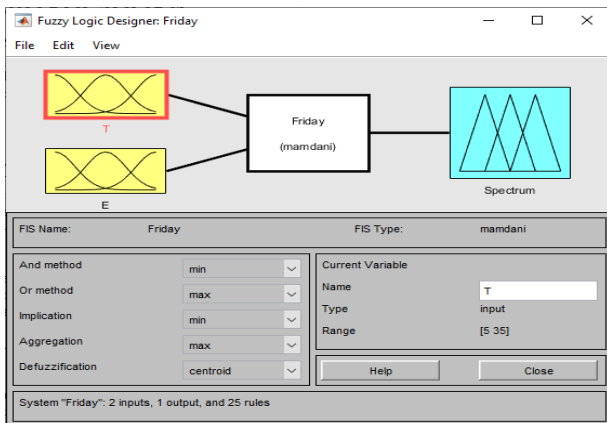 Fuzzy Logic Designer: Friday
File Edit View
T
E
Friday
(mamdani)
Spectrum
FIS Name: Friday FIS Type: mamdani
And method min
Or method max
Implication min
Aggregation max
Defuzzification centroid
Current Variable
Name T
Type input
Range [5 35]
Help Close
System "Friday": 2 inputs, 1 output, and 25 rules